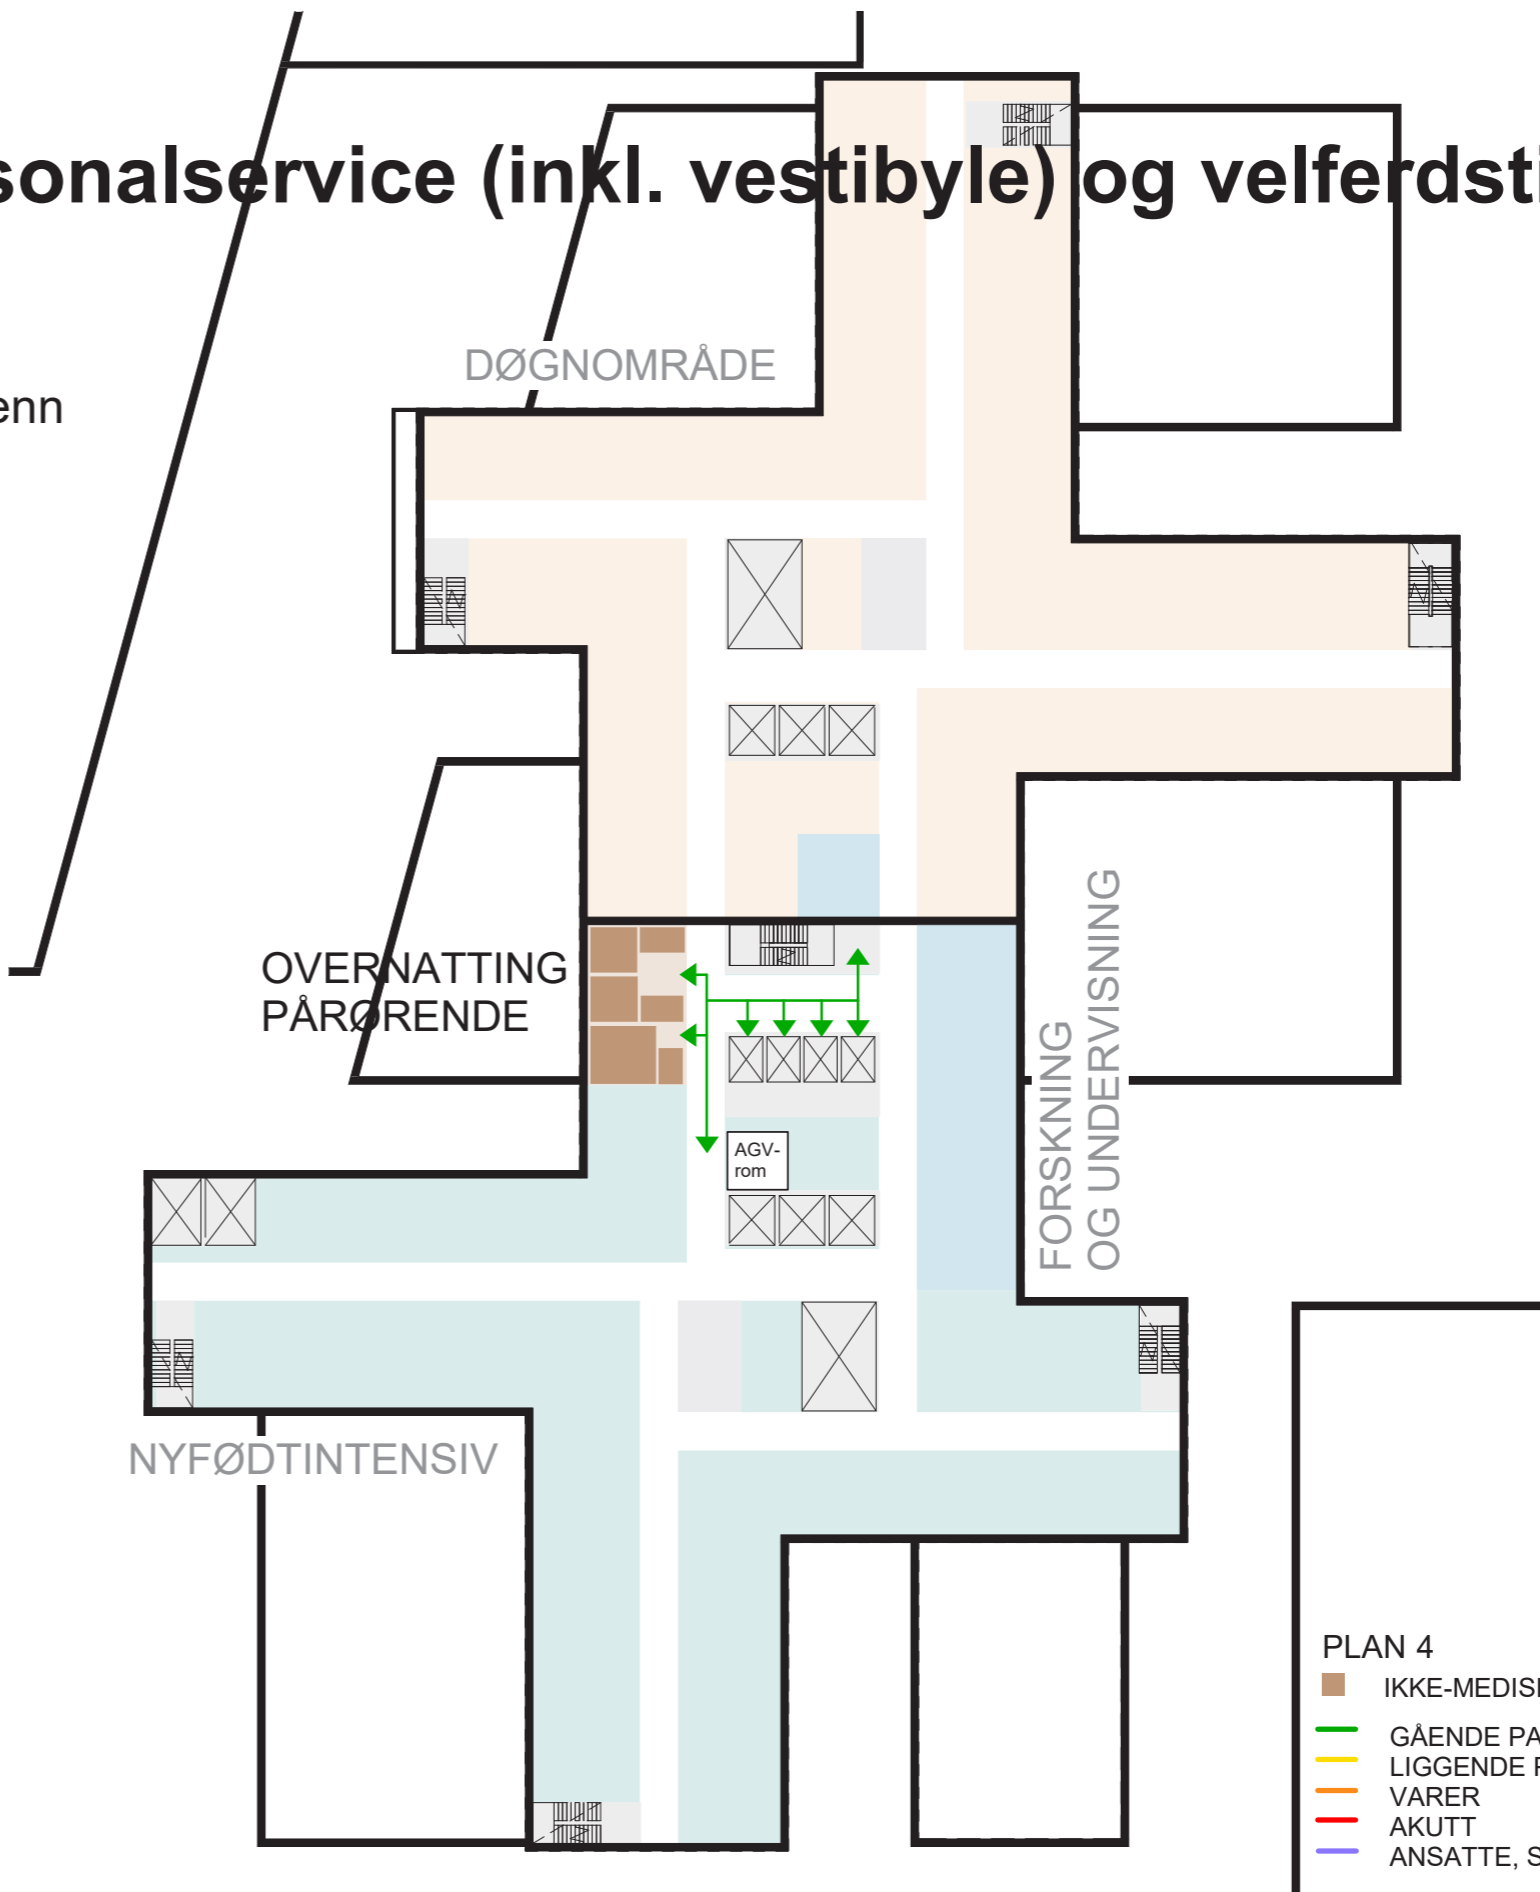 sonalservice (inkl. vestibyle) og velferdsti
enn
DØGNOMRÅDE
OVERNATTING
PÅRØRENDE
FORSKNING
OG UNDERVISNING
AGV-
rom
NYFØDTINTENSIV
PLAN 4
IKKE-MEDISI
GÅENDE PA
LIGGENDE P
VARER
AKUTT
ANSATTE, S